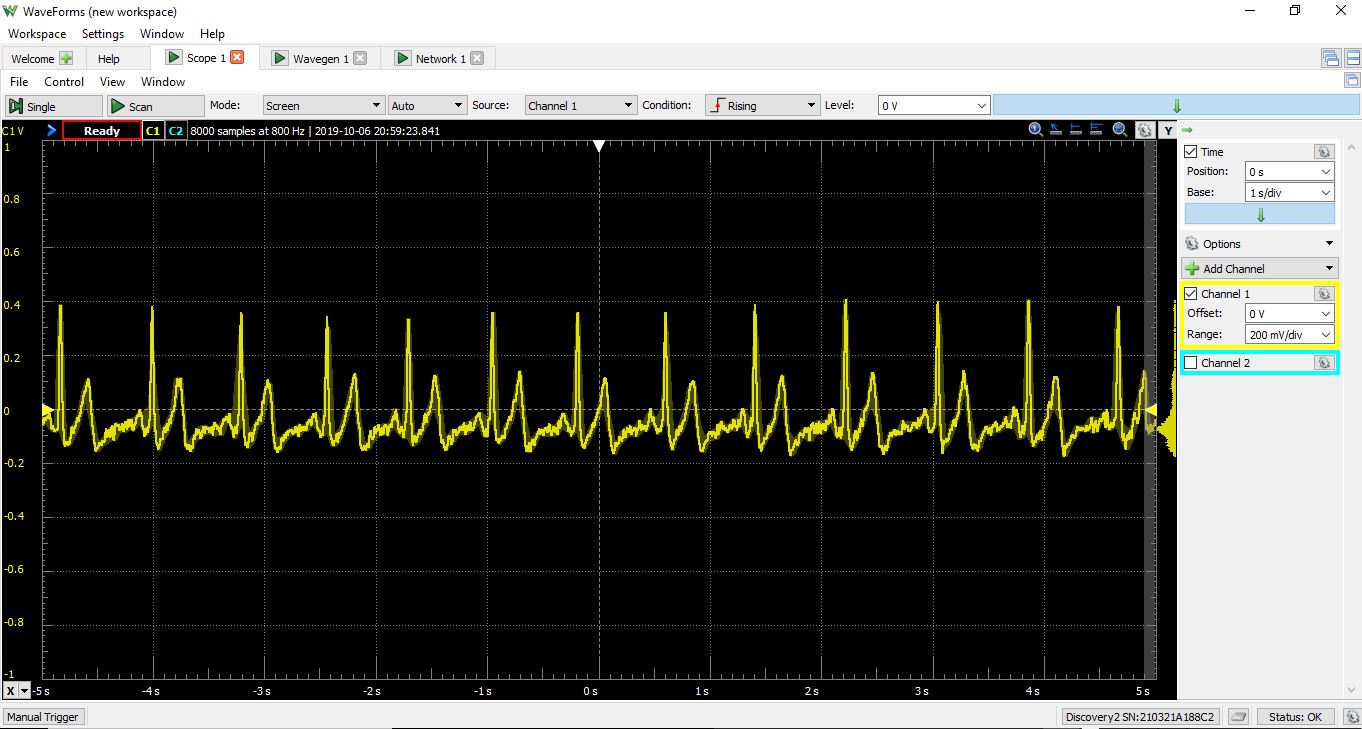 WaveForms (new workspace)
Workspace Settings Window Help
Welcome Help Scope 1 Wavegen 1 Network 1
File Control View Window
Single Scan Mode: Screen Auto Source: Channel 1 Condition: Rising Level: 0 V
C1 V Ready C1 C2 8000 samples at 800 Hz | 2019-10-06 20:59:23.841 Y
1
0.8
0.6
0.4
0.2
0
-0.2
-0.4
-0.6
-0.8
-1
X -5 s -4 s -3 s -2 s -1 s 0 s 1 s 2 s 3 s 4 s 5 s
Time
Position: 0 s
Base: 1 s/div
Options
Add Channel
Channel 1
Offset: 0 V
Range: 200 mV/div
Channel 2
Manual Trigger Discovery2 SN:210321A188C2 Status: OK